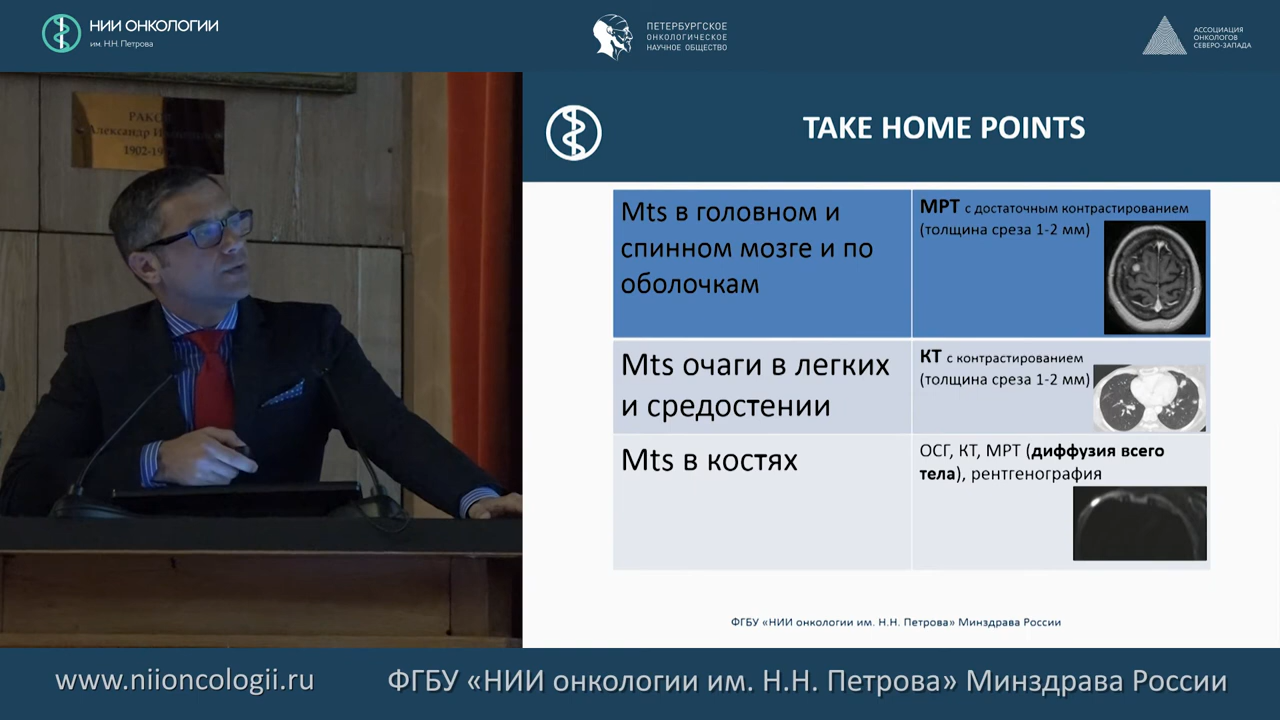 НИИ ОНКОЛОГИИ
им. Н.Н. Петрова
ПЕТЕРБУРГСКОЕ
ОНКОЛОГИЧЕСКОЕ
НАУЧНОЕ ОБЩЕСТВО
АССОЦИАЦИЯ
ОНКОЛОГОВ
СЕВЕРО-ЗАПАДА
Александр
1902-19
TAKE HOME POINTS
Mts в головном и
спинном мозге и по
оболочкам
МРТ с достаточным контрастированием
(толщина среза 1-2 мм)
Mts очаги в легких
и средостении
КТ с контрастированием
(толщина среза 1-2 мм)
Mts в костях
ОСГ, КТ, МРТ (диффузия всего
тела), рентгенография
ФГБУ «НИИ онкологии им. Н.Н. Петрова» Минздрава России
www.niioncologii.ru
ФГБУ «НИИ онкологии им. Н.Н. Петрова» Минздрава России